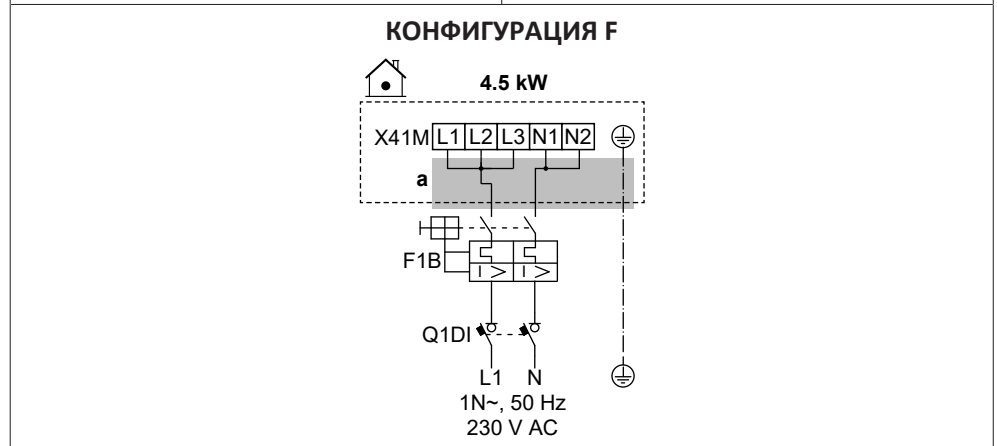 КОНФИГУРАЦИЯ F
4.5 kW
X41M L1 L2 L3 N1 N2
a
F1B
I > I >
Q1DI
L1 N
1N~, 50 Hz
230 V AC